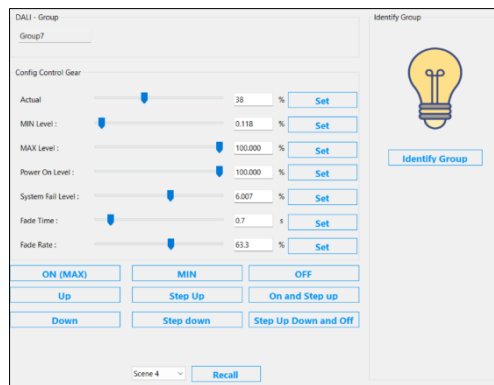 DALI - Group
Group7
Config Control Gear
Actual 38 % Set
MIN Level : 0.118 % Set
MAX Level : 100.000 % Set
Power On Level : 100.000 % Set
System Fail Level : 6.007 % Set
Fade Time : 0.7 s Set
Fade Rate : 63.3 % Set
ON (MAX) MIN OFF
Up Step Up On and Step up
Down Step down Step Up Down and Off
Scene 4 Recall
Identify Group
Identify Group